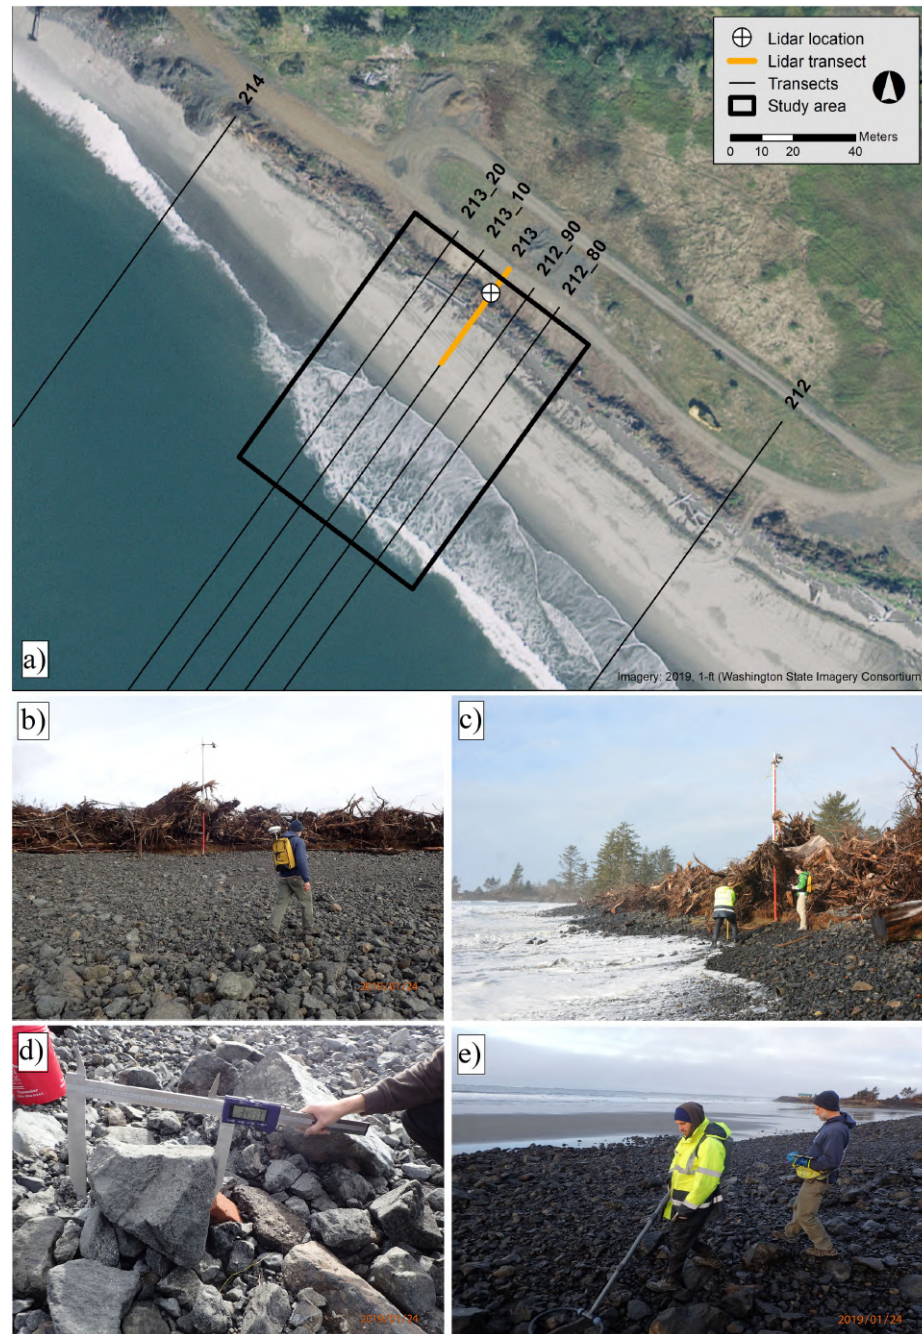 Lidar location
Lidar transect
Transects
Study area
Meters
0 10 20 40
214
213_20
213_10
213
212_90
212_80
212
a)
Imagery: 2019, 1-ft (Washington State Imagery Consortium
b)
2019/01/24
c)
d)
2019/01/24
e)
2019/01/24